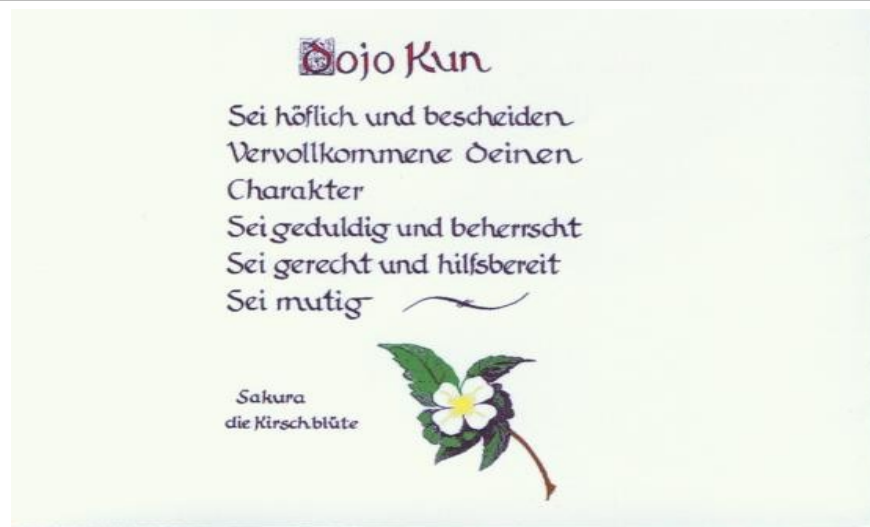 Dojo Kun
Sei höflich und bescheiden
Vervollkommene Deinen
Charakter
Sei geduldig und beherrscht
Sei gerecht und hilfsbereit
Sei mutig
Sakura
die Kirschblüte